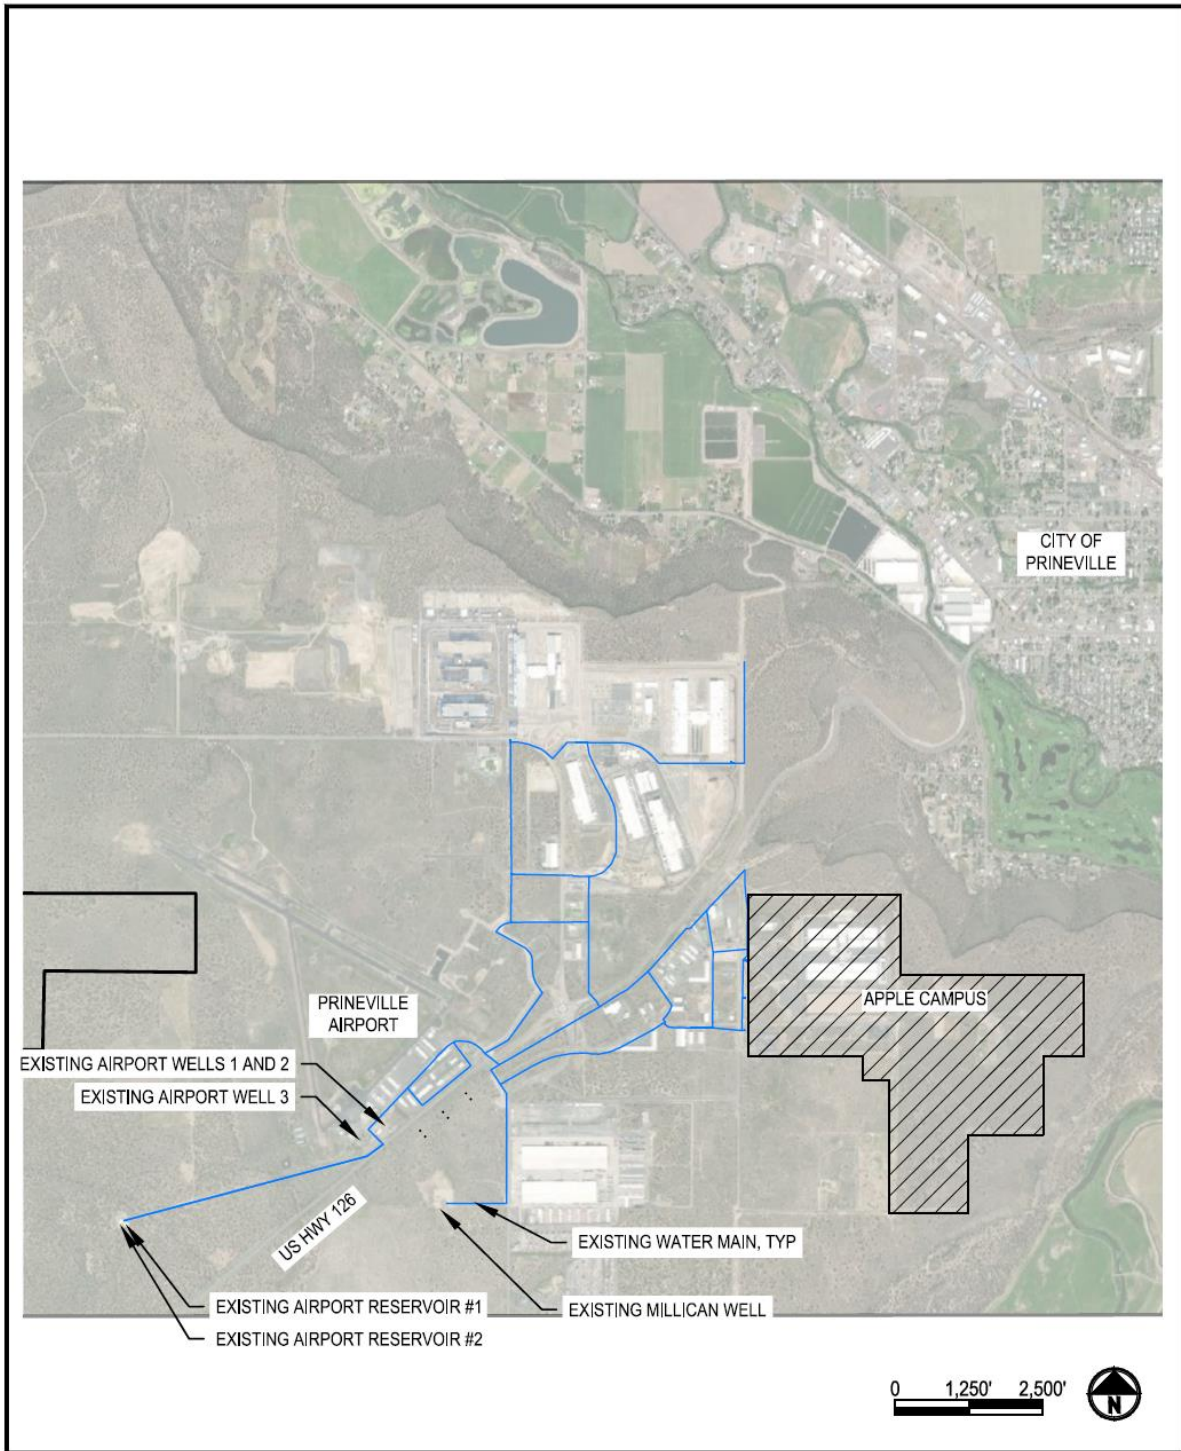 CITY OF
PRINEVILLE
APPLE CAMPUS
PRINEVILLE
AIRPORT
EXISTING AIRPORT WELLS 1 AND 2
EXISTING AIRPORT WELL 3
US HWY 126
EXISTING WATER MAIN, TYP
EXISTING AIRPORT RESERVOIR #1
EXISTING MILLICAN WELL
EXISTING AIRPORT RESERVOIR #2
0 1,250' 2,500'
N